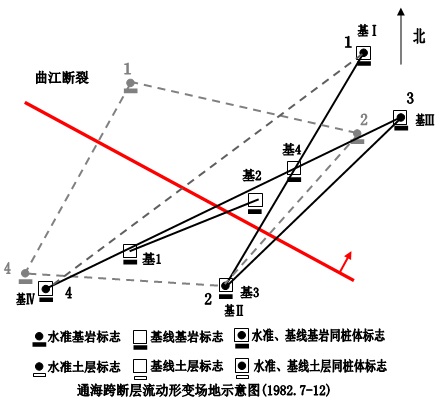 基Ⅰ
1
北
曲江断裂
1
3
基Ⅲ
2
基4
基2
基1
4
基Ⅳ
4
2
基3
基Ⅱ
水准基岩标志 基线基岩标志 水准、基线基岩同桩体标志
水准土层标志 基线土层标志 水准、基线土层同桩体标志
通海跨断层流动形变场地示意图(1982.7-12)